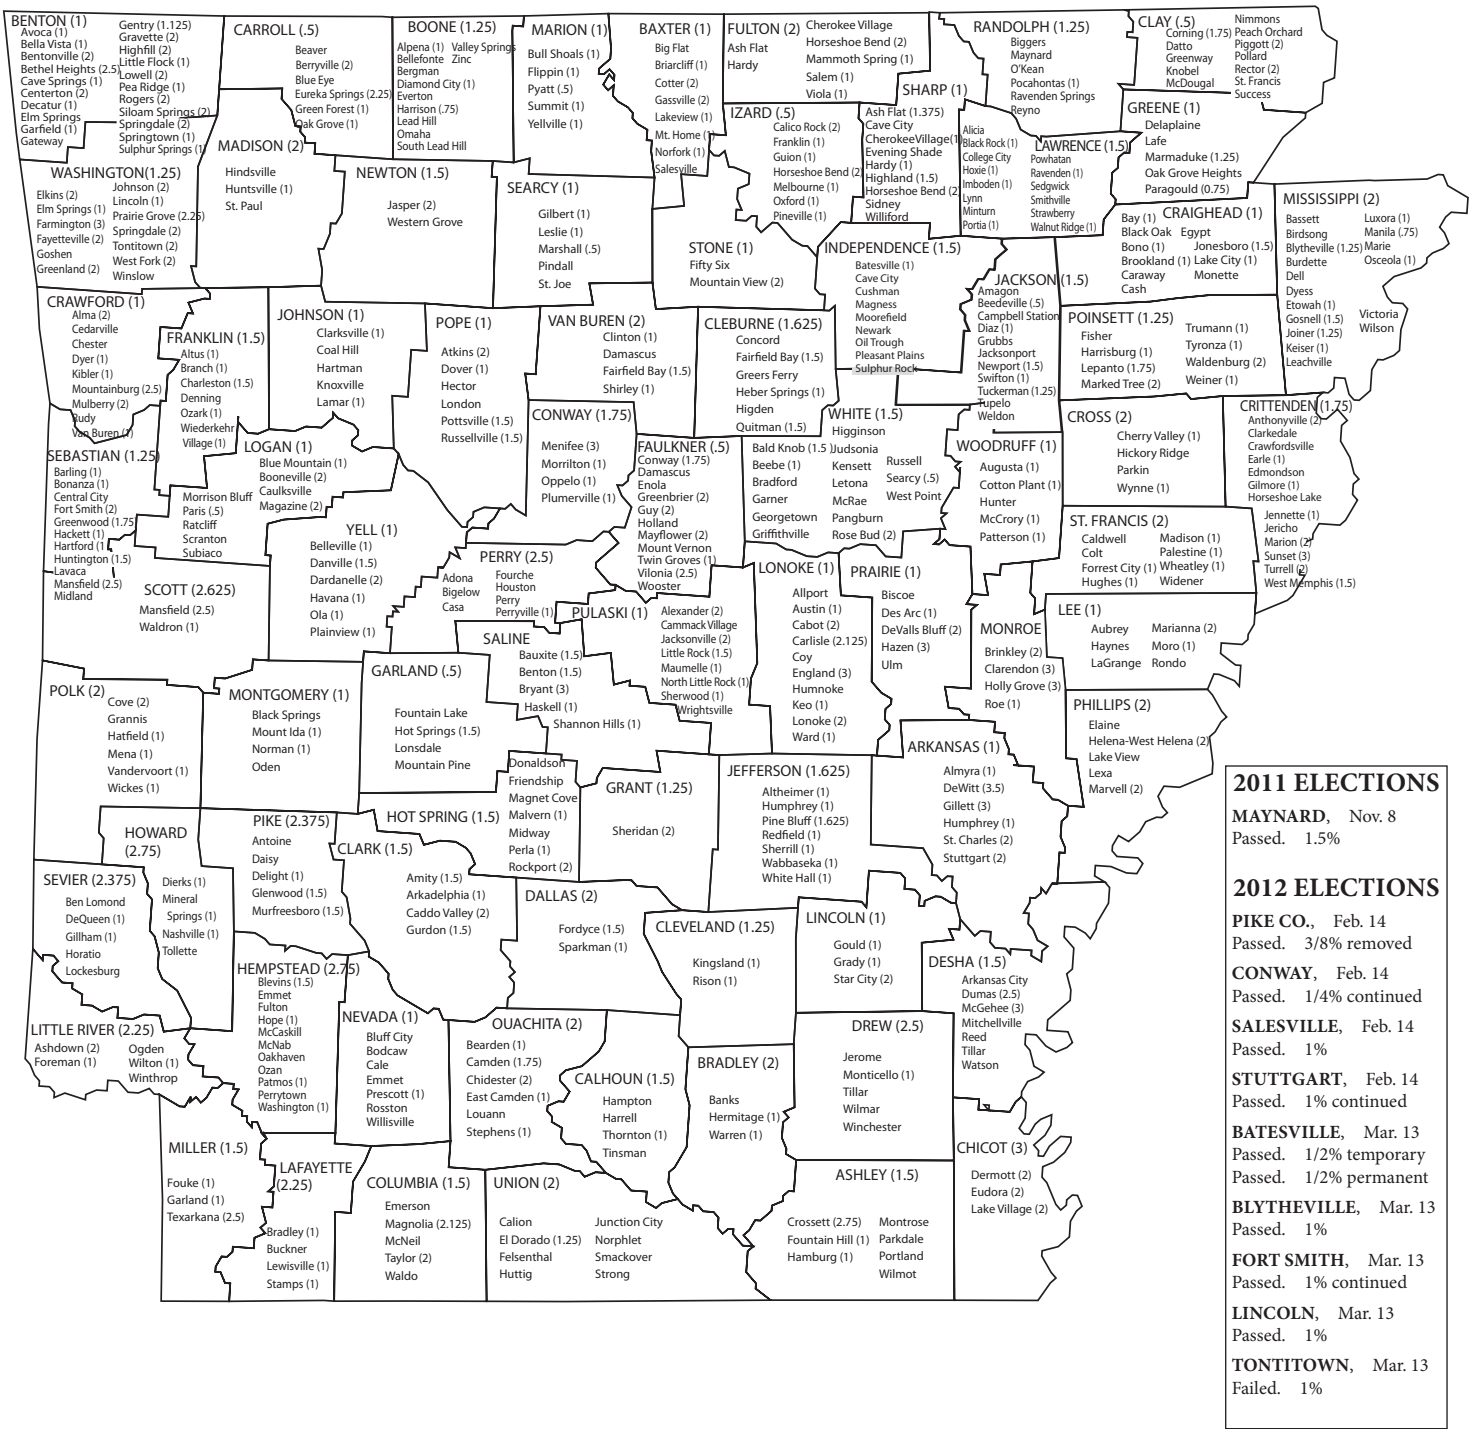 BENTON (1)
Avoca (1)
Bella Vista (1)
Bentonville (2)
Bethel Heights (2.5)
Cave Springs (1)
Centerton (2)
Decatur (1)
Elm Springs
Garfield (1)
Gateway
Gentry (1.125)
Gravette (2)
Highfill (2)
Little Flock (1)
Lowell (2)
Pea Ridge (1)
Rogers (2)
Siloam Springs (2)
Springdale (2)
Springtown (1)
Sulphur Springs (1)
CARROLL (.5)
Beaver
Berryville (2)
Blue Eye
Eureka Springs (2.25)
Green Forest (1)
Oak Grove (1)
BOONE (1.25)
Alpena (1)
Bellefonte
Bergman
Diamond City (1)
Everton
Harrison (.75)
Lead Hill
Omaha
South Lead Hill
Valley Springs
Zinc
MARION (1)
Bull Shoals (1)
Flippin (1)
Pyatt (.5)
Summit (1)
Yellville (1)
BAXTER (1)
Big Flat
Briarcliff (1)
Cotter (2)
Gassville (2)
Lakeview (1)
Mt. Home (1)
Norfork (1)
Salesville
FULTON (2)
Ash Flat
Hardy
Cherokee Village
Horseshoe Bend (2)
Mammoth Spring (1)
Salem (1)
Viola (1)
SHARP (1)
Ash Flat (1.375)
Cave City
CherokeeVillage(1)
Evening Shade
Hardy (1)
Highland (1.5)
Horseshoe Bend (2)
Sidney
Williford
RANDOLPH (1.25)
Biggers
Maynard
O'Kean
Pocahontas (1)
Ravenden Springs
Reyno
CLAY (.5)
Corning (1.75)
Datto
Greenway
Knobel
McDougal
Nimmons
Peach Orchard
Piggott (2)
Pollard
Rector (2)
St. Francis
Success
GREENE (1)
Delaplaine
Lafe
Marmaduke (1.25)
Oak Grove Heights
Paragould (0.75)
IZARD (.5)
Calico Rock (2)
Franklin (1)
Guion (1)
Horseshoe Bend (2)
Melbourne (1)
Oxford (1)
Pineville (1)
LAWRENCE (1.5)
Alicia
Black Rock (1)
College City
Hoxie (1)
Imboden (1)
Lynn
Minturn
Portia (1)
Powhatan
Ravenden (1)
Sedgwick
Smithville
Strawberry
Walnut Ridge (1)
MADISON (2)
Hindsville
Huntsville (1)
St. Paul
WASHINGTON(1.25)
Elkins (2)
Elm Springs (1)
Farmington (3)
Fayetteville (2)
Goshen
Greenland (2)
Johnson (2)
Lincoln (1)
Prairie Grove (2.25)
Springdale (2)
Tontitown (2)
West Fork (2)
Winslow
NEWTON (1.5)
Jasper (2)
Western Grove
SEARCY (1)
Gilbert (1)
Leslie (1)
Marshall (.5)
Pindall
St. Joe
STONE (1)
Fifty Six
Mountain View (2)
INDEPENDENCE (1.5)
Batesville (1)
Cave City
Cushman
Magness
Moorefield
Newark
Oil Trough
Pleasant Plains
Sulphur Rock
JACKSON (1.5)
Amagon
Beedeville (.5)
Campbell Station
Diaz (1)
Grubbs
Jacksonport
Newport (1.5)
Swifton (1)
Tuckerman (1.25)
Tupelo
Weldon
CRAIGHEAD (1)
Bay (1)
Black Oak
Bono (1)
Brookland (1)
Caraway
Cash
Egypt
Jonesboro (1.5)
Lake City (1)
Monette
MISSISSIPPI (2)
Bassett
Birdsong
Blytheville (1.25)
Burdette
Dell
Dyess
Etowah (1)
Gosnell (1.5)
Joiner (1.25)
Keiser (1)
Leachville
Luxora (1)
Manila (.75)
Marie
Osceola (1)
Victoria
Wilson
CRAWFORD (1)
Alma (2)
Cedarville
Chester
Dyer (1)
Kibler (1)
Mountainburg (2.5)
Mulberry (2)
Rudy
Van Buren (1)
FRANKLIN (1.5)
Altus (1)
Branch (1)
Charleston (1.5)
Denning
Ozark (1)
Wiederkehr
Village (1)
JOHNSON (1)
Clarksville (1)
Coal Hill
Hartman
Knoxville
Lamar (1)
POPE (1)
Atkins (2)
Dover (1)
Hector
London
Pottsville (1.5)
Russellville (1.5)
VAN BUREN (2)
Clinton (1)
Damascus
Fairfield Bay (1.5)
Shirley (1)
CLEBURNE (1.625)
Concord
Fairfield Bay (1.5)
Greers Ferry
Heber Springs (1)
Higden
Quitman (1.5)
POINSETT (1.25)
Fisher
Harrisburg (1)
Lepanto (1.75)
Marked Tree (2)
Trumann (1)
Tyronza (1)
Waldenburg (2)
Weiner (1)
CONWAY (1.75)
Menifee (3)
Morrilton (1)
Oppelo (1)
Plumerville (1)
FAULKNER (.5)
Conway (1.75)
Damascus
Enola
Greenbrier (2)
Guy (2)
Holland
Mayflower (2)
Mount Vernon
Twin Groves (1)
Vilonia (2.5)
Wooster
WHITE (1.5)
Higginson
Bald Knob (1.5)
Beebe (1)
Bradford
Garner
Georgetown
Griffithville
Judsonia
Kensett
Letona
McRae
Pangburn
Rose Bud (2)
Russell
Searcy (.5)
West Point
WOODRUFF (1)
Augusta (1)
Cotton Plant (1)
Hunter
McCrory (1)
Patterson (1)
CROSS (2)
Cherry Valley (1)
Hickory Ridge
Parkin
Wynne (1)
CRITTENDEN (1.75)
Anthonyville (2)
Clarkedale
Crawfordsville
Earle (1)
Edmondson
Gilmore (1)
Horseshoe Lake
Jennette (1)
Jericho
Marion (2)
Sunset (3)
Turrell (2)
West Memphis (1.5)
SEBASTIAN (1.25)
Barling (1)
Bonanza (1)
Central City
Fort Smith (2)
Greenwood (1.75)
Hackett (1)
Hartford (1)
Huntington (1.5)
Lavaca
Mansfield (2.5)
Midland
LOGAN (1)
Blue Mountain (1)
Booneville (2)
Caulksville
Magazine (2)
Morrison Bluff
Paris (.5)
Ratcliff
Scranton
Subiaco
YELL (1)
Belleville (1)
Danville (1.5)
Dardanelle (2)
Havana (1)
Ola (1)
Plainview (1)
PERRY (2.5)
Adona
Bigelow
Casa
Fourche
Houston
Perry
Perryville (1)
ST. FRANCIS (2)
Caldwell
Colt
Forrest City (1)
Hughes (1)
Madison (1)
Palestine (1)
Wheatley (1)
Widener
SCOTT (2.625)
Mansfield (2.5)
Waldron (1)
PULASKI (1)
Alexander (2)
Cammack Village
Jacksonville (2)
Little Rock (1.5)
Maumelle (1)
North Little Rock (1)
Sherwood (1)
Wrightsville
LONOKE (1)
Allport
Austin (1)
Cabot (2)
Carlisle (2.125)
Coy
England (3)
Humnoke
Keo (1)
Lonoke (2)
Ward (1)
PRAIRIE (1)
Biscoe
Des Arc (1)
DeValls Bluff (2)
Hazen (3)
Ulm
MONROE
Brinkley (2)
Clarendon (3)
Holly Grove (3)
Roe (1)
LEE (1)
Aubrey
Haynes
LaGrange
Marianna (2)
Moro (1)
Rondo
SALINE
Bauxite (1.5)
Benton (1.5)
Bryant (3)
Haskell (1)
Shannon Hills (1)
GARLAND (.5)
Fountain Lake
Hot Springs (1.5)
Lonsdale
Mountain Pine
POLK (2)
Cove (2)
Grannis
Hatfield (1)
Mena (1)
Vandervoort (1)
Wickes (1)
MONTGOMERY (1)
Black Springs
Mount Ida (1)
Norman (1)
Oden
PHILLIPS (2)
Elaine
Helena-West Helena (2)
Lake View
Lexa
Marvell (2)
ARKANSAS (1)
Almyra (1)
DeWitt (3.5)
Gillett (3)
Humphrey (1)
St. Charles (2)
Stuttgart (2)
HOT SPRING (1.5)
Donaldson
Friendship
Magnet Cove
Malvern (1)
Midway
Perla (1)
Rockport (2)
GRANT (1.25)
Sheridan (2)
JEFFERSON (1.625)
Altheimer (1)
Humphrey (1)
Pine Bluff (1.625)
Redfield (1)
Sherrill (1)
Wabbaseka (1)
White Hall (1)
HOWARD
(2.75)
Dierks (1)
Mineral
Springs (1)
Nashville (1)
Tollette
PIKE (2.375)
Antoine
Daisy
Delight (1)
Glenwood (1.5)
Murfreesboro (1.5)
CLARK (1.5)
Amity (1.5)
Arkadelphia (1)
Caddo Valley (2)
Gurdon (1.5)
SEVIER (2.375)
Ben Lomond
DeQueen (1)
Gillham (1)
Horatio
Lockesburg
DALLAS (2)
Fordyce (1.5)
Sparkman (1)
CLEVELAND (1.25)
Kingsland (1)
Rison (1)
LINCOLN (1)
Gould (1)
Grady (1)
Star City (2)
DESHA (1.5)
Arkansas City
Dumas (2.5)
McGehee (3)
Mitchellville
Reed
Tillar
Watson
HEMPSTEAD (2.75)
Blevins (1.5)
Emmet
Fulton
Hope (1)
McCaskill
McNab
Oakhaven
Ozan
Patmos (1)
Perrytown
Washington (1)
LITTLE RIVER (2.25)
Ashdown (2)
Foreman (1)
Ogden
Wilton (1)
Winthrop
NEVADA (1)
Bluff City
Bodcaw
Cale
Emmet
Prescott (1)
Rosston
Willisville
OUACHITA (2)
Bearden (1)
Camden (1.75)
Chidester (2)
East Camden (1)
Louann
Stephens (1)
CALHOUN (1.5)
Hampton
Harrell
Thornton (1)
Tinsman
BRADLEY (2)
Banks
Hermitage (1)
Warren (1)
DREW (2.5)
Jerome
Monticello (1)
Tillar
Wilmar
Winchester
MILLER (1.5)
Fouke (1)
Garland (1)
Texarkana (2.5)
LAFAYETTE
(2.25)
Bradley (1)
Buckner
Lewisville (1)
Stamps (1)
COLUMBIA (1.5)
Emerson
Magnolia (2.125)
McNeil
Taylor (2)
Waldo
UNION (2)
Calion
El Dorado (1.25)
Felsenthal
Huttig
Junction City
Norphlet
Smackover
Strong
ASHLEY (1.5)
Crossett (2.75)
Fountain Hill (1)
Hamburg (1)
Montrose
Parkdale
Portland
Wilmot
CHICOT (3)
Dermott (2)
Eudora (2)
Lake Village (2)
2011 ELECTIONS
MAYNARD, Nov. 8
Passed. 1.5%
2012 ELECTIONS
PIKE CO., Feb. 14
Passed. 3/8% removed
CONWAY, Feb. 14
Passed. 1/4% continued
SALESVILLE, Feb. 14
Passed. 1%
STUTTGART, Feb. 14
Passed. 1% continued
BATESVILLE, Mar. 13
Passed. 1/2% temporary
Passed. 1/2% permanent
BLYTHEVILLE, Mar. 13
Passed. 1%
FORT SMITH, Mar. 13
Passed. 1% continued
LINCOLN, Mar. 13
Passed. 1%
TONTITOWN, Mar. 13
Failed. 1%